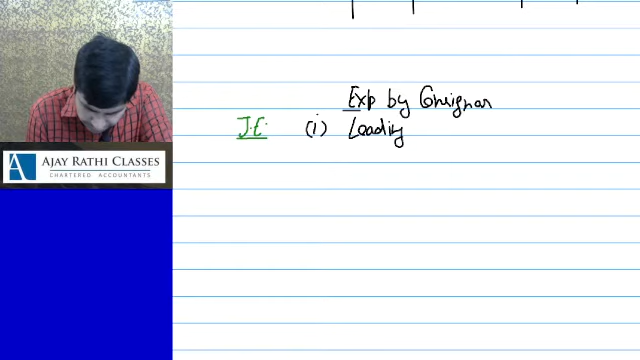 Exp by Consignor
J.E. (i) Loading
AJAY RATHI CLASSES
CHARTERED ACCOUNTANTS